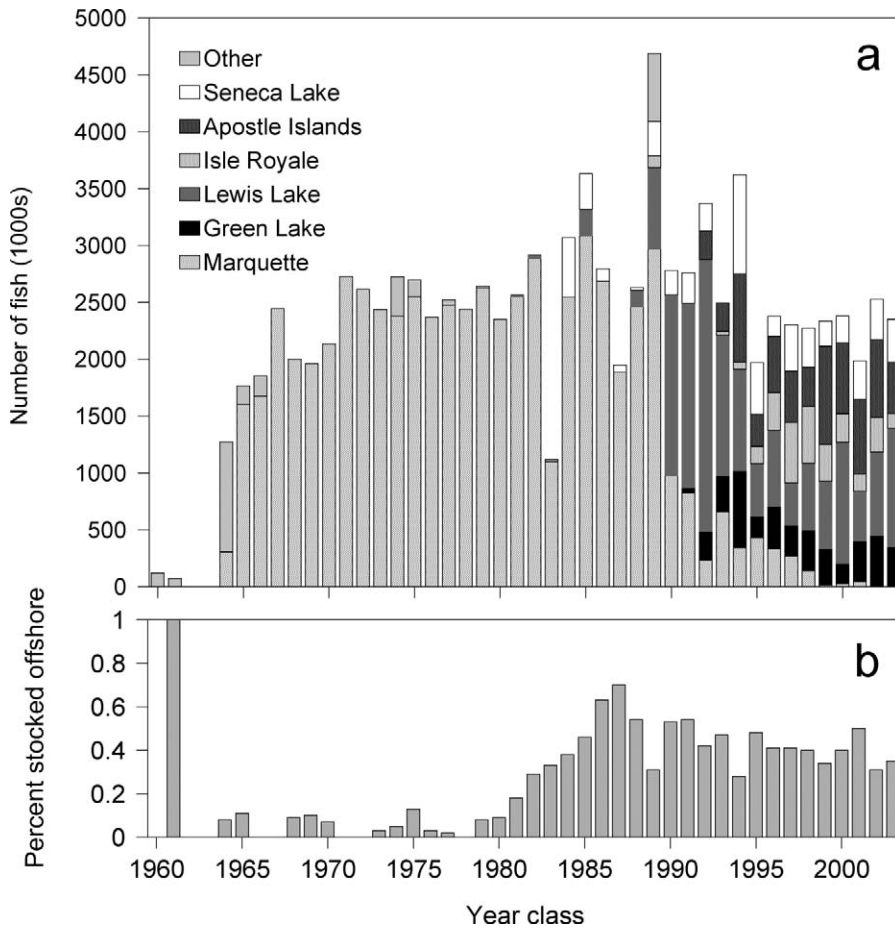 a
5000
4500
4000
3500
3000
2500
2000
1500
1000
500
0
Number of fish (1000s)
Other
Seneca Lake
Apostle Islands
Isle Royale
Lewis Lake
Green Lake
Marquette
b
1
0.8
0.6
0.4
0.2
0
Percent stocked offshore
1960 1965 1970 1975 1980 1985 1990 1995 2000
Year class